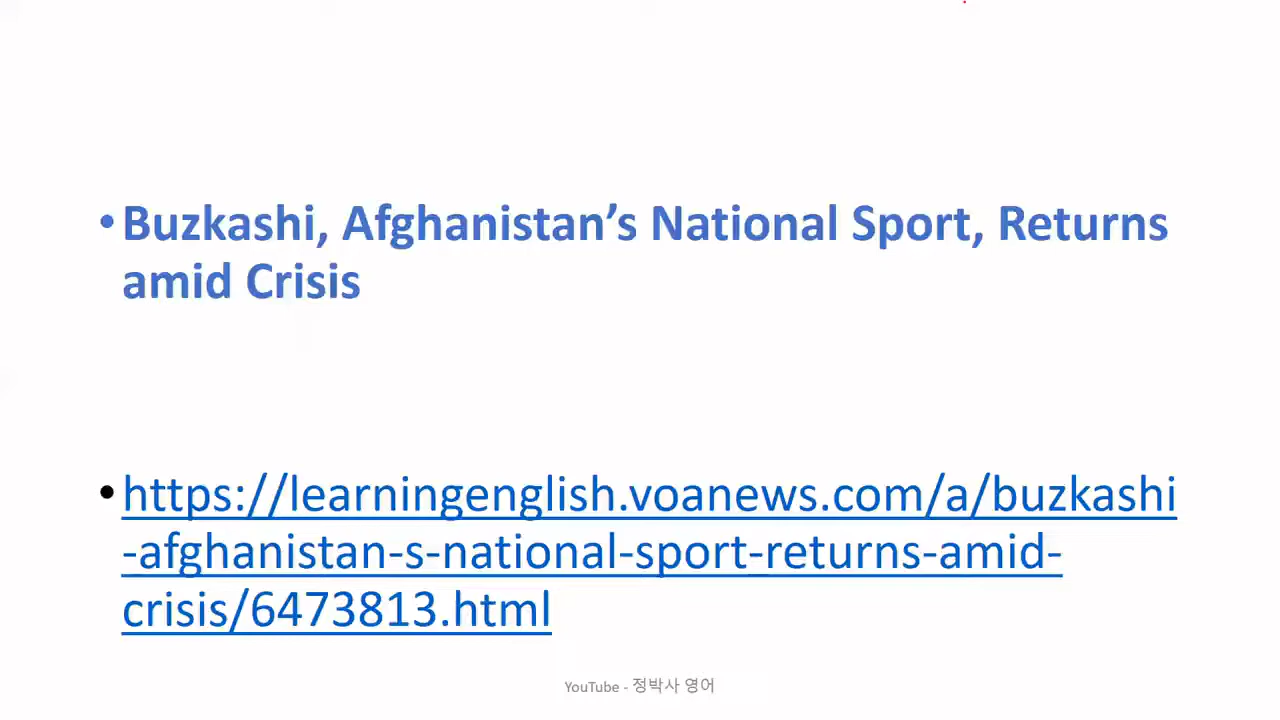 •Buzkashi, Afghanistan’s National Sport, Returns
amid Crisis
•https://learningenglish.voanews.com/a/buzkashi
-afghanistan-s-national-sport-returns-amid-
crisis/6473813.html
YouTube - 정박사 영어